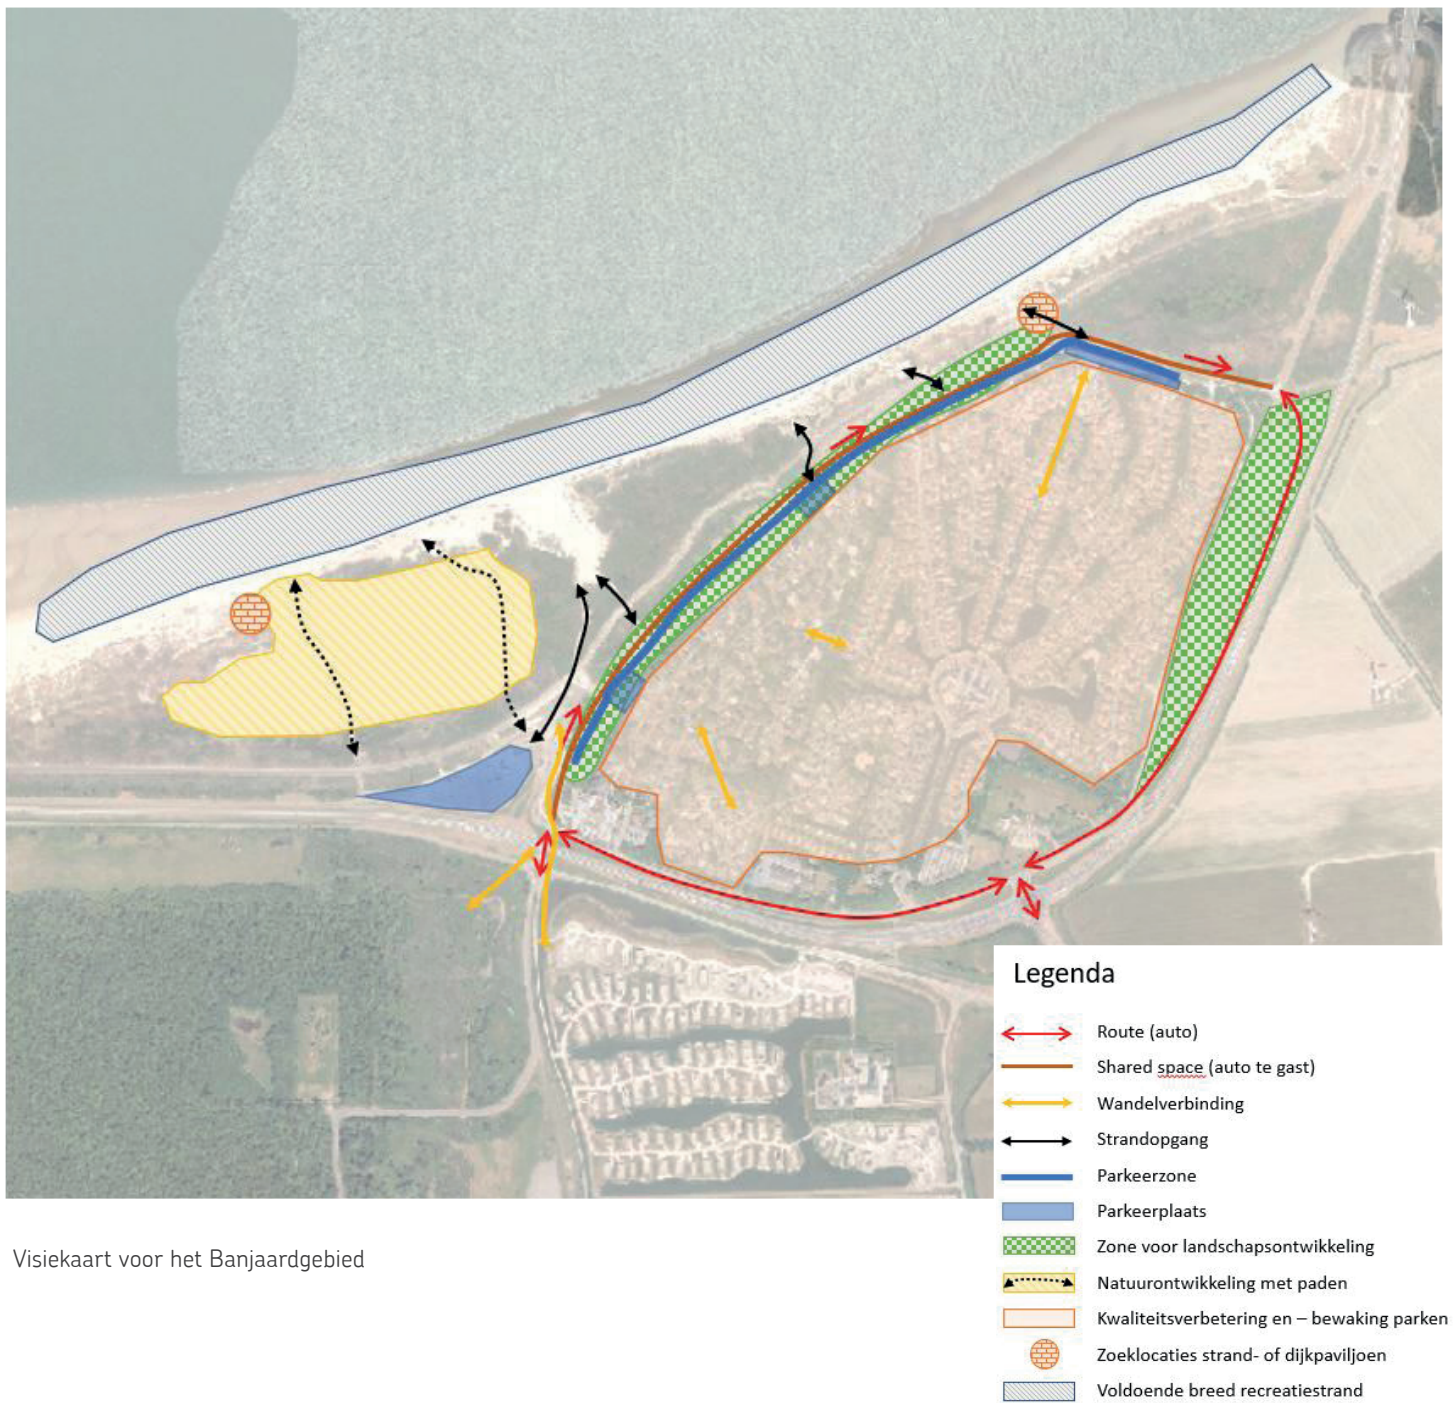 Legenda
Route (auto)
Shared space (auto te gast)
Wandelverbinding
Strandopgang
Parkeerzone
Parkeerplaats
Zone voor landschapsontwikkeling
Natuurontwikkeling met paden
Kwaliteitsverbetering en – bewaking parken
Zoeklocaties strand- of dijkpaviljoen
Voldoende breed recreatiestrand
Visiekaart voor het Banjaardgebied